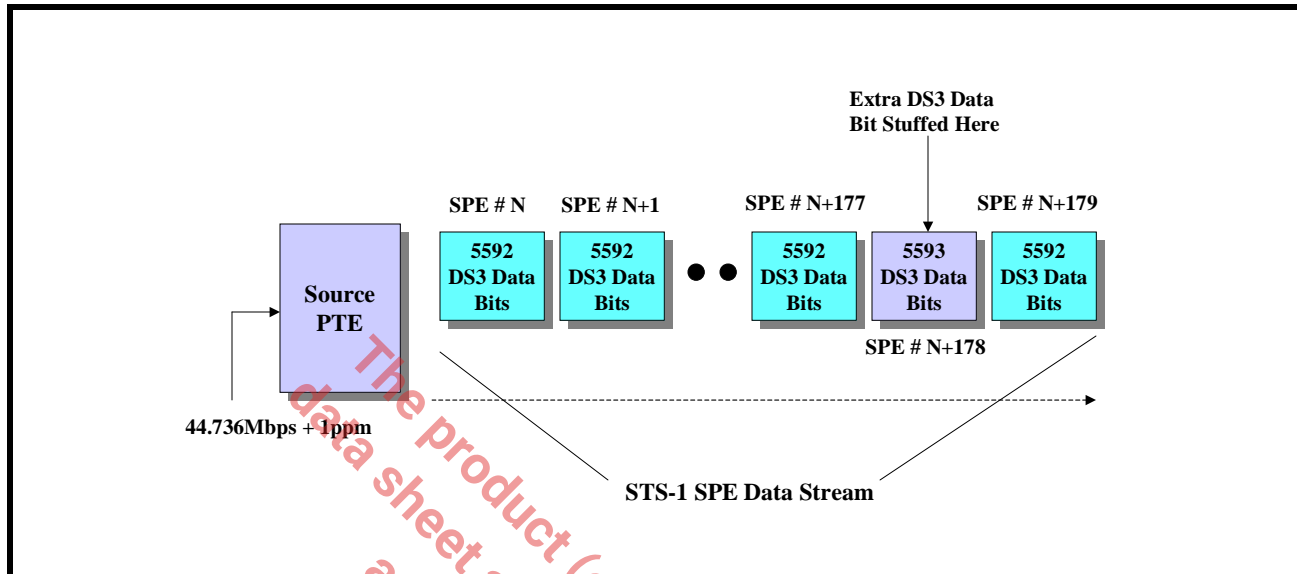 Extra DS3 Data
Bit Stuffed Here
SPE # N
SPE # N+1
SPE # N+177
SPE # N+179
Source
PTE
5592
DS3 Data
Bits
5592
DS3 Data
Bits
5592
DS3 Data
Bits
5593
DS3 Data
Bits
5592
DS3 Data
Bits
SPE # N+178
44.736Mbps + 1ppm
STS-1 SPE Data Stream
The product (
data sheet
a